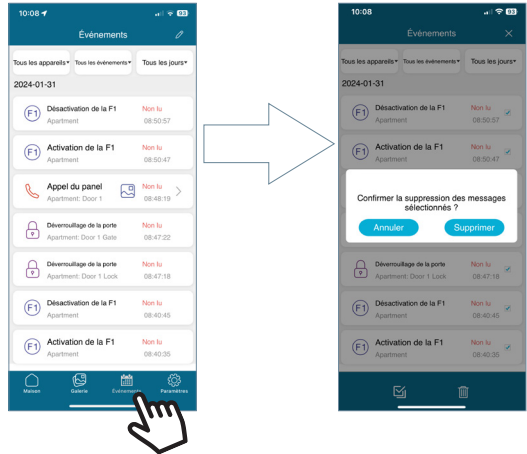 10:08
93
Événements
Tous les appareils
Tous les événements
Tous les jours
2024-01-31
F1
Désactivation de la F1
Non lu
Apartment
08:50:57
F1
Activation de la F1
Non lu
Apartment
08:50:47
Appel du panel
Non lu
Apartment: Door 1
08:48:19
Déverrouillage de la porte
Non lu
Apartment: Door 1 Gate
08:47:22
Déverrouillage de la porte
Non lu
Apartment: Door 1 Lock
08:47:18
F1
Désactivation de la F1
Non lu
Apartment
08:40:45
F1
Activation de la F1
Non lu
Apartment
08:40:35
Maison
Galerie
Événements
Paramètres
10:08
93
Événements
Tous les appareils
Tous les événements
Tous les jours
2024-01-31
F1
Désactivation de la F1
Non lu
Apartment
08:50:57
F1
Activation de la F1
Non lu
Apartment
08:50:47
Confirmer la suppression des messages
sélectionnés ?
Annuler
Supprimer
Déverrouillage de la porte
Non lu
Apartment: Door 1 Lock
08:47:18
F1
Désactivation de la F1
Non lu
Apartment
08:40:45
F1
Activation de la F1
Non lu
Apartment
08:40:35